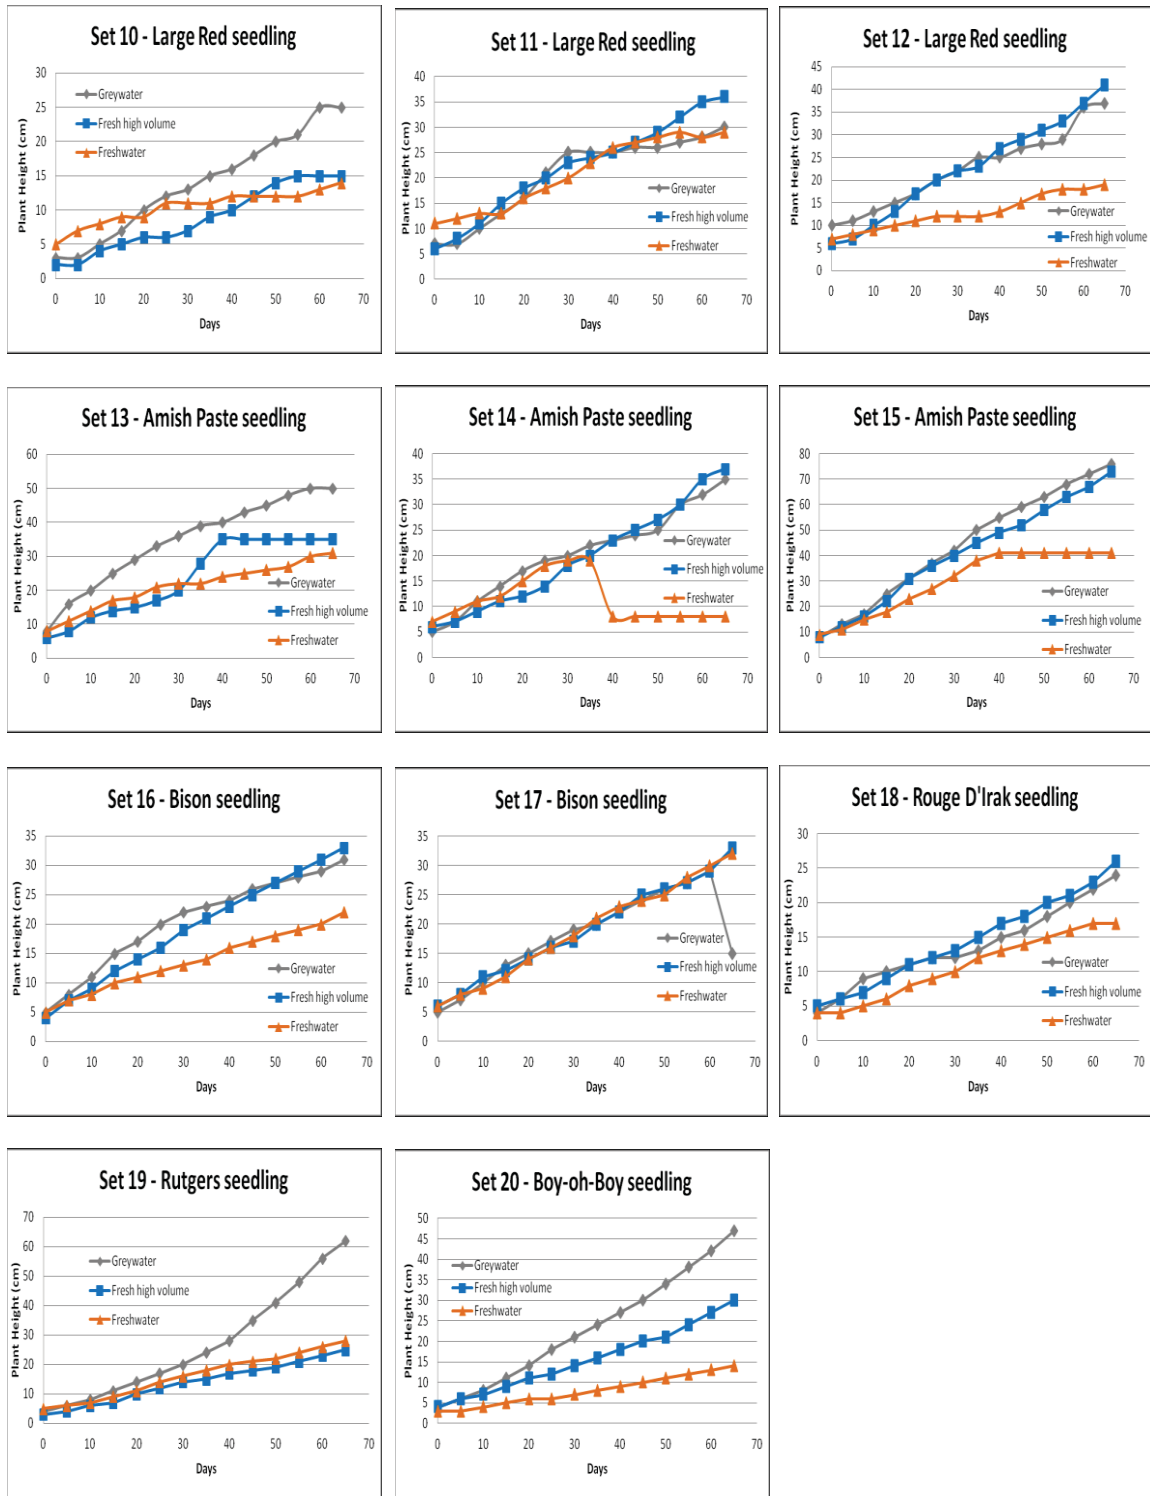 Set 10 - Large Red seedling
Plant Height (cm)
30
25
20
15
10
5
0
Greywater
Fresh high volume
Freshwater
0 10 20 30 40 50 60 70
Days
Set 11 - Large Red seedling
Plant Height (cm)
40
35
30
25
20
15
10
5
0
Greywater
Fresh high volume
Freshwater
0 10 20 30 40 50 60 70
Days
Set 12 - Large Red seedling
Plant Height (cm)
45
40
35
30
25
20
15
10
5
0
Greywater
Fresh high volume
Freshwater
0 10 20 30 40 50 60 70
Days
Set 13 - Amish Paste seedling
Plant Height (cm)
60
50
40
30
20
10
0
Greywater
Fresh high volume
Freshwater
0 10 20 30 40 50 60 70
Days
Set 14 - Amish Paste seedling
Plant Height (cm)
40
35
30
25
20
15
10
5
0
Greywater
Fresh high volume
Freshwater
0 10 20 30 40 50 60 70
Days
Set 15 - Amish Paste seedling
Plant Height (cm)
80
70
60
50
40
30
20
10
0
Greywater
Fresh high volume
Freshwater
0 10 20 30 40 50 60 70
Days
Set 16 - Bison seedling
Plant Height (cm)
35
30
25
20
15
10
5
0
Greywater
Fresh high volume
Freshwater
0 10 20 30 40 50 60 70
Days
Set 17 - Bison seedling
Plant Height (cm)
35
30
25
20
15
10
5
0
Greywater
Fresh high volume
Freshwater
0 10 20 30 40 50 60 70
Days
Set 18 - Rouge D'Irak seedling
Plant Height (cm)
30
25
20
15
10
5
0
Greywater
Fresh high volume
Freshwater
0 10 20 30 40 50 60 70
Days
Set 19 - Rutgers seedling
Plant Height (cm)
70
60
50
40
30
20
10
0
Greywater
Fresh high volume
Freshwater
0 10 20 30 40 50 60 70
Days
Set 20 - Boy-oh-Boy seedling
Plant Height (cm)
50
45
40
35
30
25
20
15
10
5
0
Greywater
Fresh high volume
Freshwater
0 10 20 30 40 50 60 70
Days